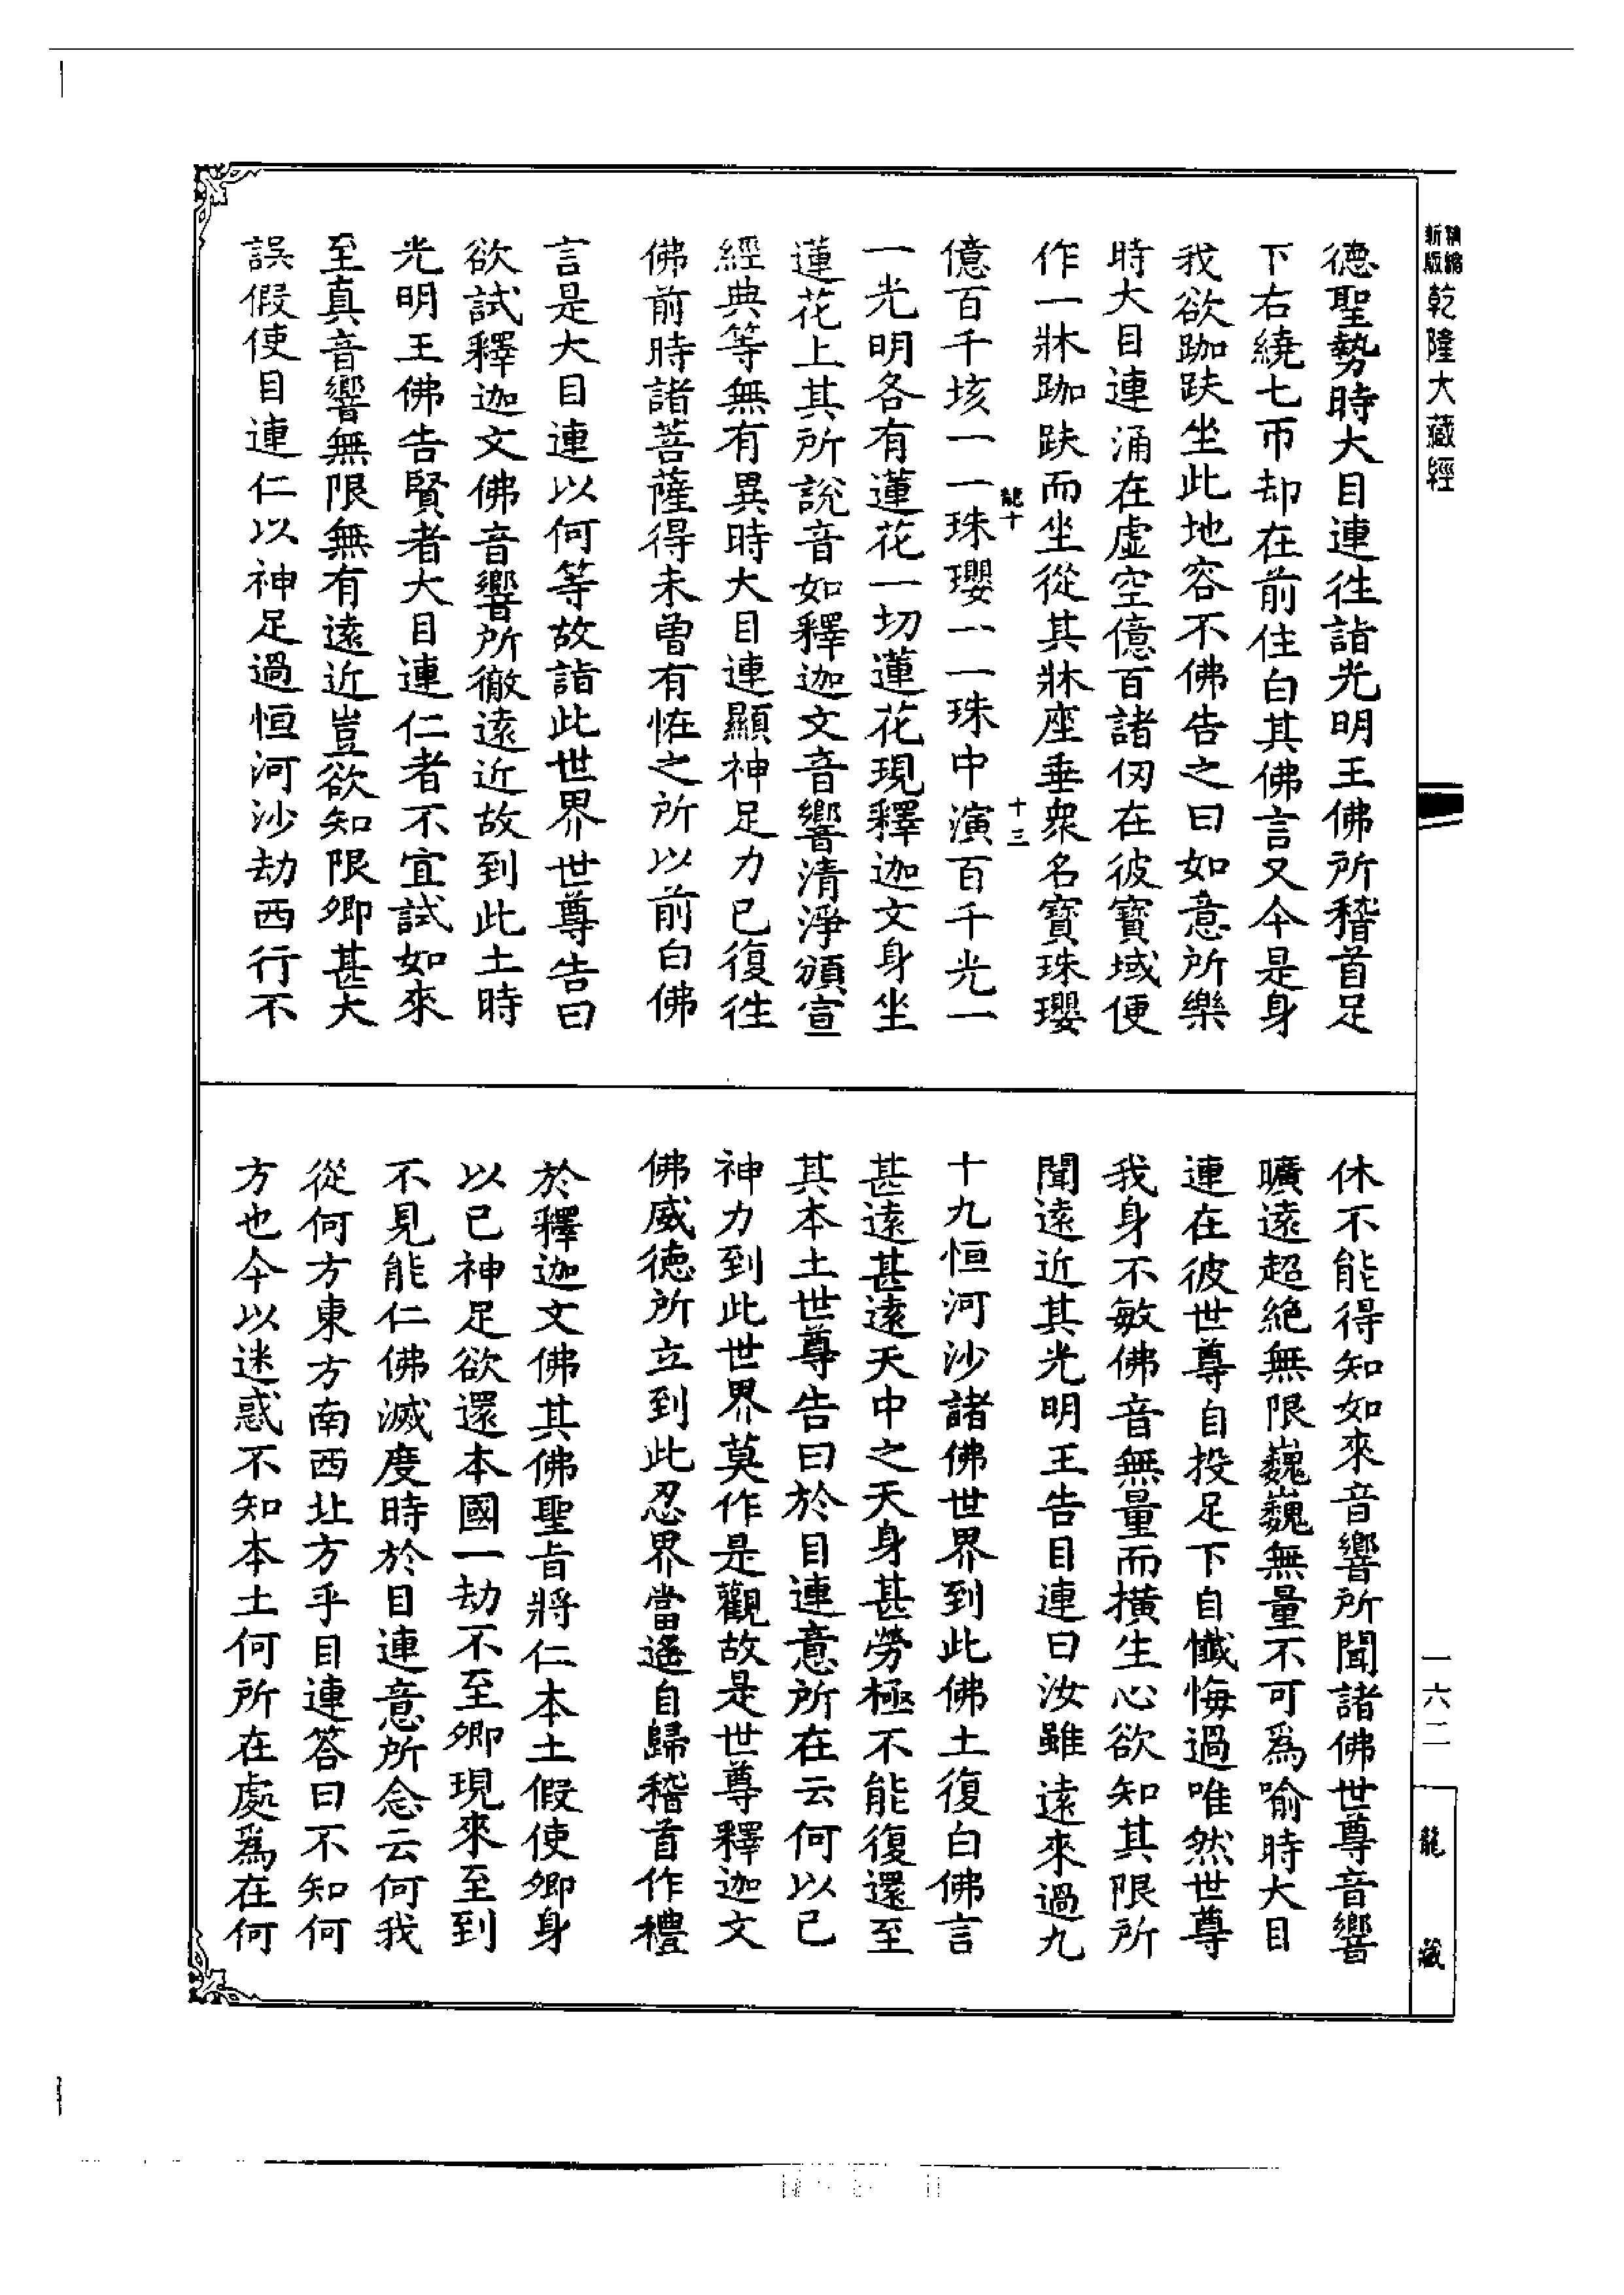 精縮新版乾隆大藏經
德聖勢時大目連往詣光明王佛所稽首足
下右繞七帀却在前住白其佛言又今是身
我欲跏趺坐此地容不佛告之曰如意所樂
時大目連涌在虛空億百諸仞在彼寶域便
作一牀跏趺而坐從其牀座垂衆名寶珠瓔
龍十 十三
億百千垓一一珠瓔一一珠中演百千光一
一光明各有蓮花一切蓮花現釋迦文身坐
蓮花上其所說音如釋迦文音響清淨頒宣
經典等無有異時大目連顯神足力已復往
佛前時諸菩薩得未曾有恠之所以前白佛
言是大目連以何等故詣此世界世尊告曰
欲試釋迦文佛音響所徹遠近故到此土時
光明王佛告賢者大目連仁者不宜試如來
至真音響無限無有遠近豈欲知限卿甚大
誤假使目連仁以神足過恒河沙劫西行不
休不能得知如來音響所聞諸佛世尊音響
曠遠超絶無限巍巍無量不可爲喻時大目
連在彼世尊自投足下自懺悔過唯然世尊
我身不敏佛音無量而橫生心欲知其限所
聞遠近其光明王告目連曰汝雖遠來過九
十九恒河沙諸佛世界到此佛土復白佛言
甚遠甚遠天中之天身甚勞極不能復還至
其本土世尊告曰於目連意所在云何以已
神力到此世界莫作是觀故是世尊釋迦文
佛威德所立到此忍界當遙自歸稽首作禮
於釋迦文佛其佛聖旨將仁本土假使卿身
以已神足欲還本國一劫不至卿現來至到
不見能仁佛滅度時於目連意所念云何我
從何方東方南西北方乎目連答曰不知何
方也今以迷惑不知本土何所在處爲在何
一六二
龍藏